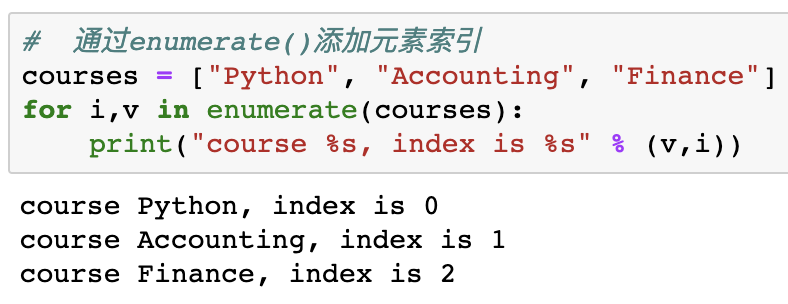 #  通过enumerate()添加元素索引
courses = ["Python", "Accounting", "Finance"]
for i,v in enumerate(courses):
    print("course %s, index is %s" % (v,i))
course Python, index is 0
course Accounting, index is 1
course Finance, index is 2